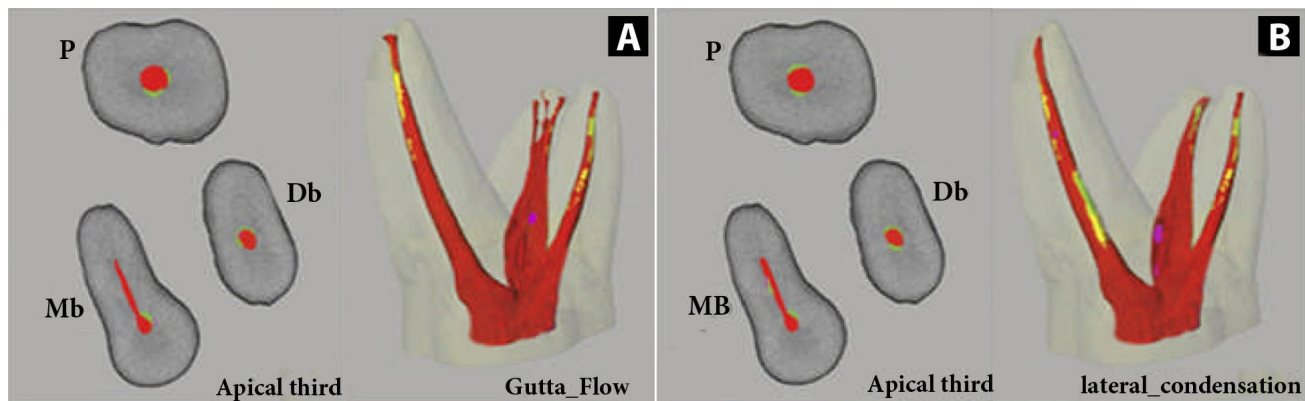 A
P
Db
Mb
Apical third
Gutta_Flow
B
P
Db
MB
Apical third
lateral_condensation